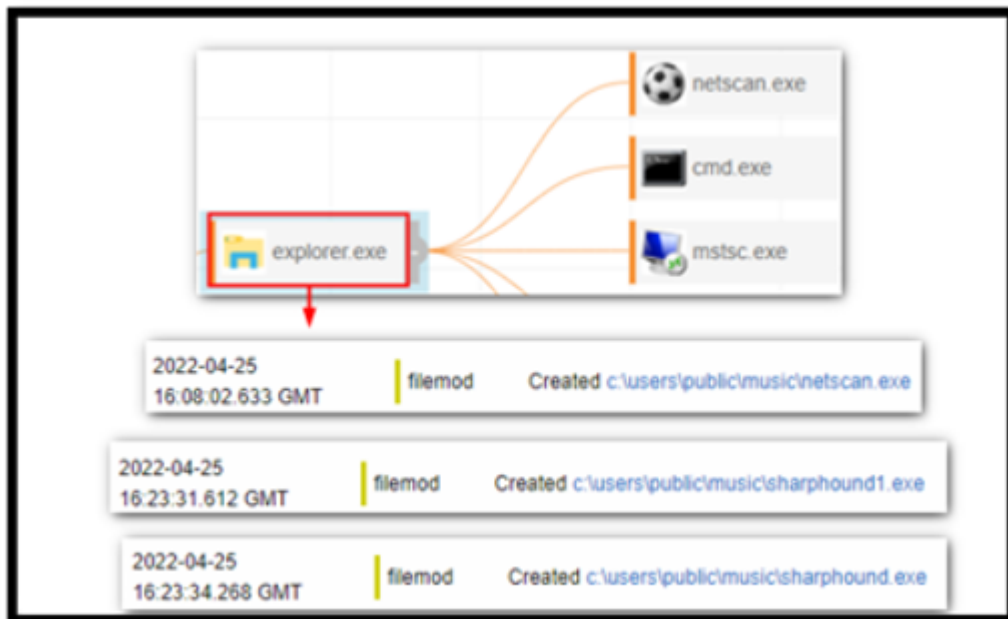 netscan.exe
cmd.exe
explorer.exe
mstsc.exe
2022-04-25
16:08:02.633 GMT
filemod
Created c:\users\public\music\netscan.exe
2022-04-25
16:23:31.612 GMT
filemod
Created c:\users\public\music\sharphound1.exe
2022-04-25
16:23:34.268 GMT
filemod
Created c:\users\public\music\sharphound.exe